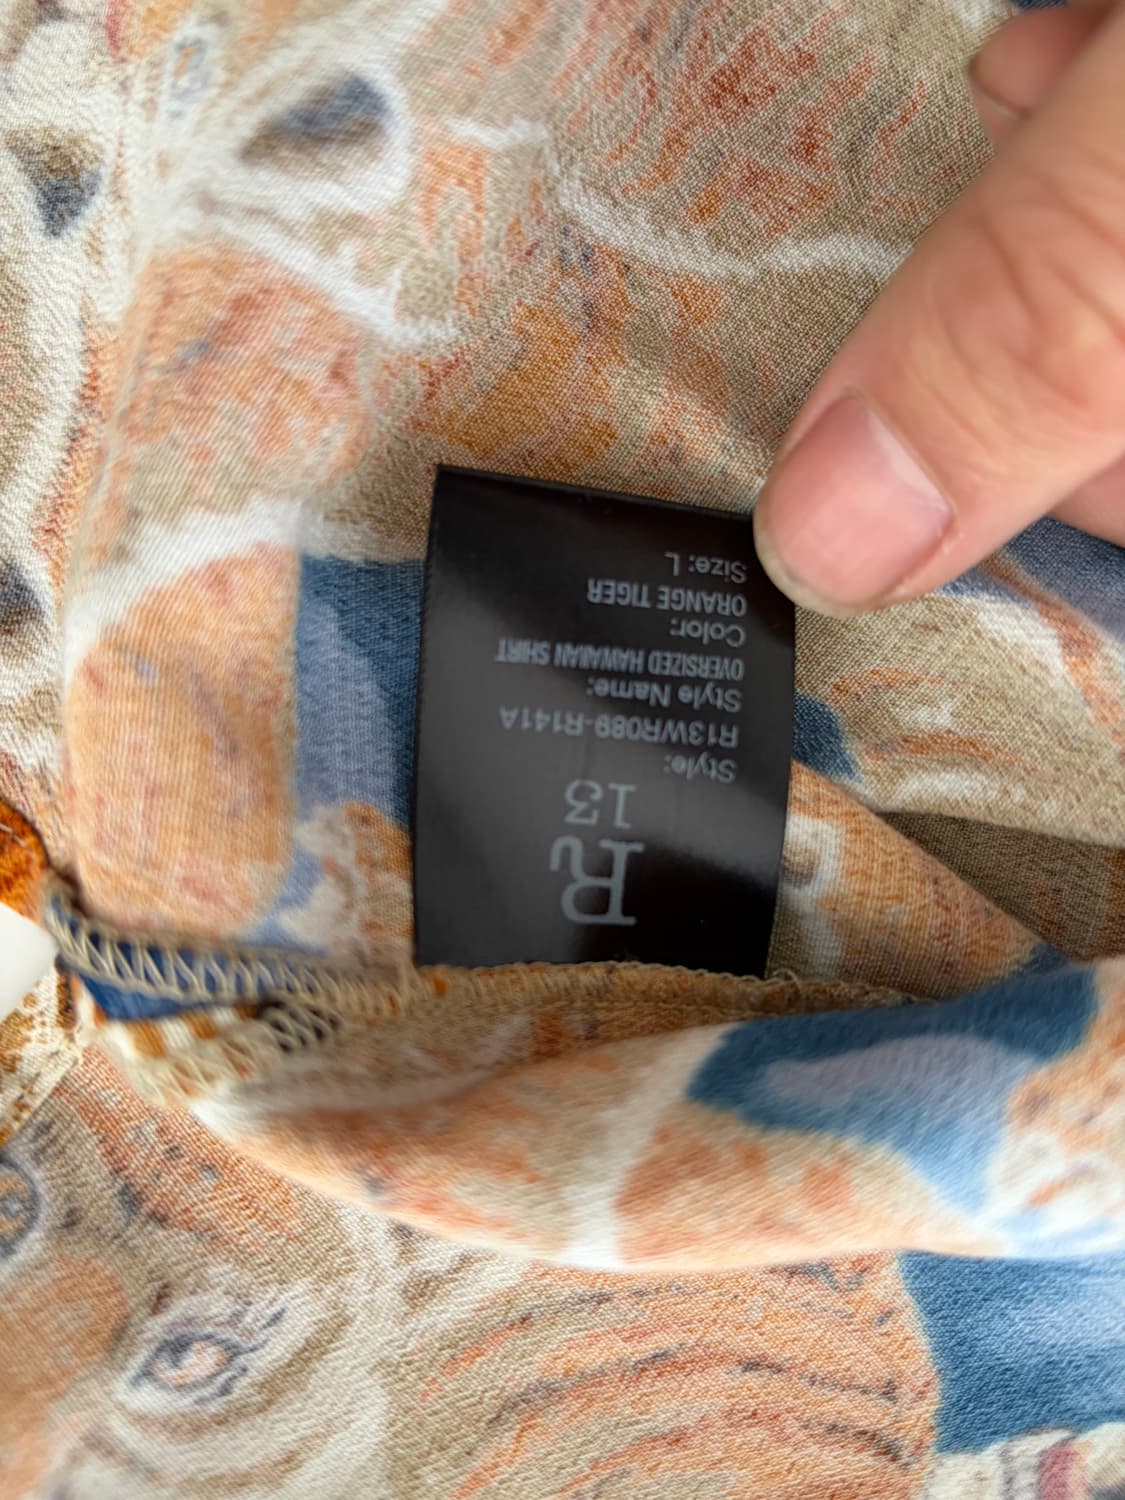 R
13
Style:
R13WR089-R141A
Style Name:
OVERSIZED HAWAIIAN SHIRT
Color:
ORANGE TIGER
Size: L